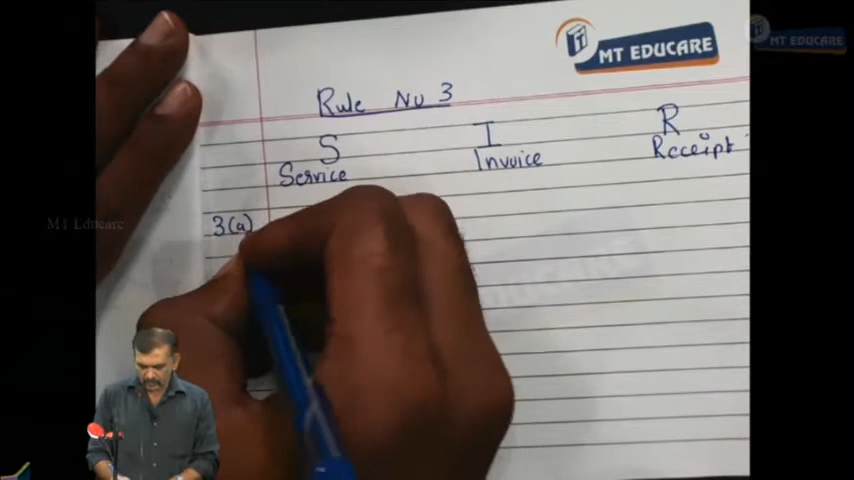 MT EDUCARE
MT EDUCARE
Rule No 3
S I R
Service Invoice Receipt
3(a)
MT Educare